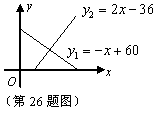 y
y₂ = 2x − 36
y₁ = −x + 60
O
x
(第 26 题图)